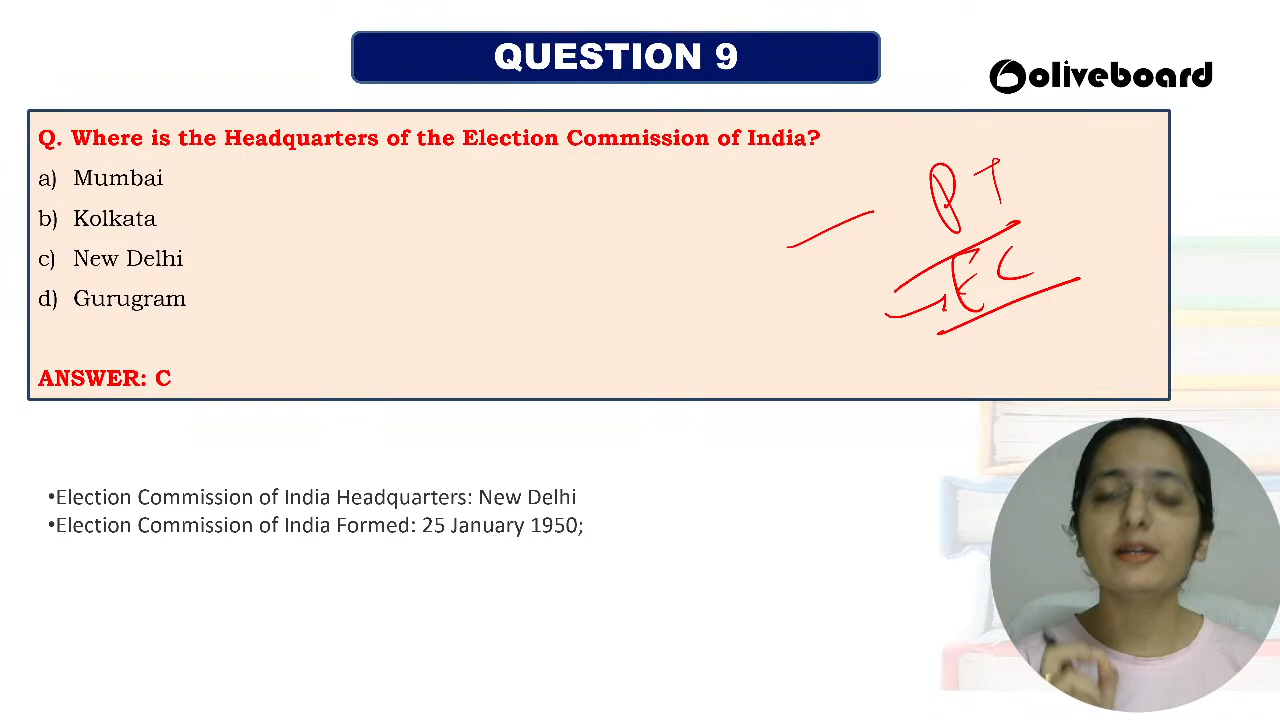 QUESTION 9
oliveboard
Q. Where is the Headquarters of the Election Commission of India?
a) Mumbai
b) Kolkata
c) New Delhi
d) Gurugram
ANSWER: C
P T
EC
•Election Commission of India Headquarters: New Delhi
•Election Commission of India Formed: 25 January 1950;